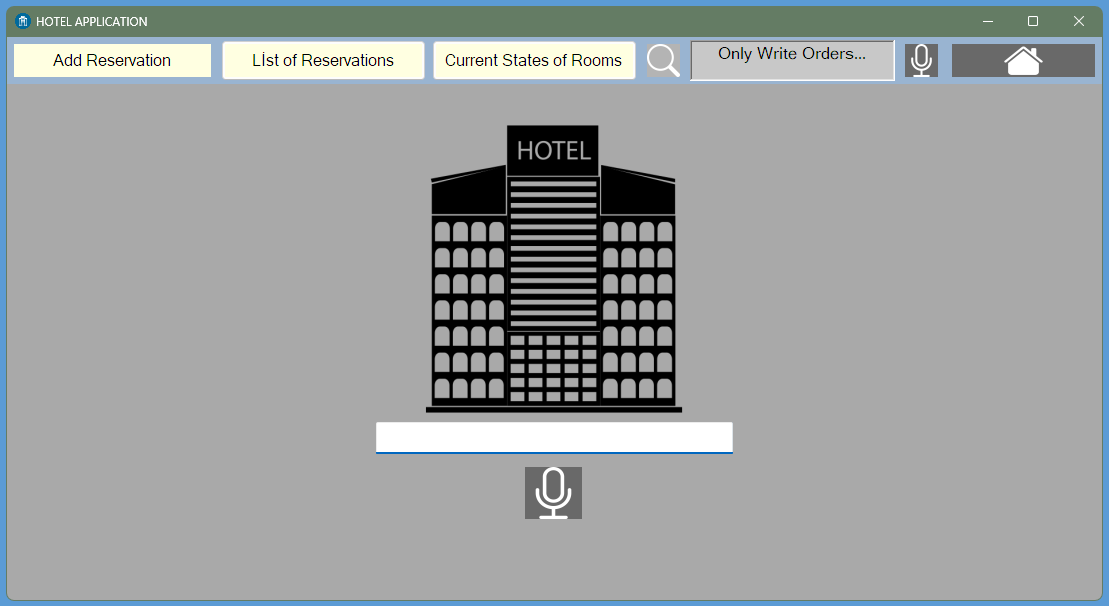 HOTEL APPLICATION
Add Reservation
Lİst of Reservations
Current States of Rooms
Only Write Orders...
HOTEL